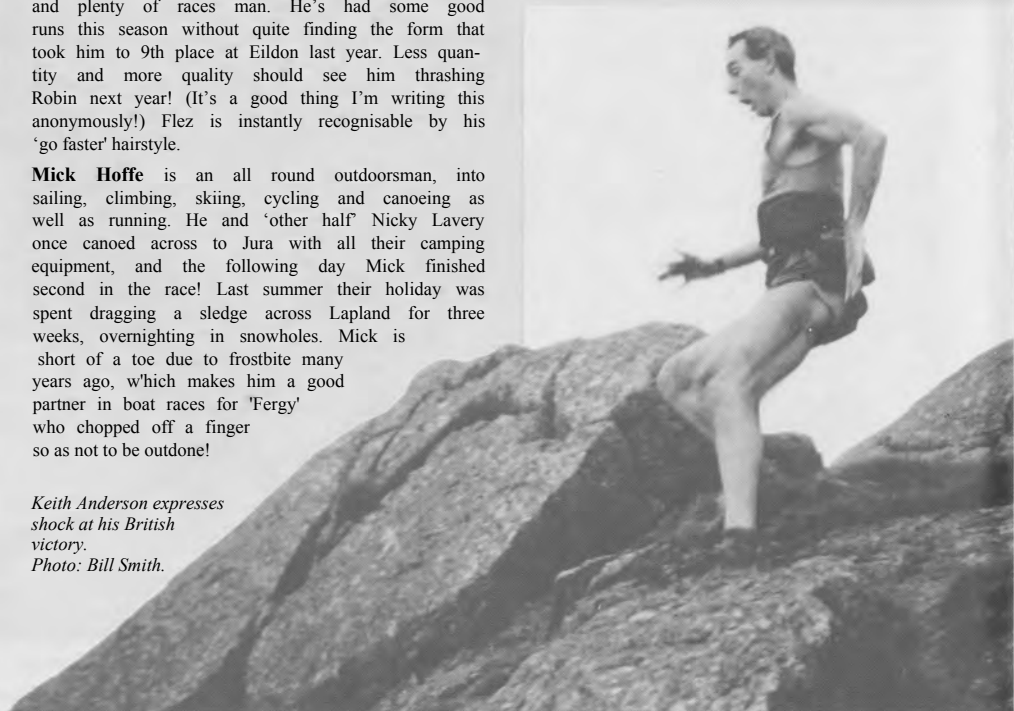 and plenty of races man. He's had some good
runs this season without quite finding the form that
took him to 9th place at Eildon last year. Less quan-
tity and more quality should see him thrashing
Robin next year! (It's a good thing I'm writing this
anonymously!) Flez is instantly recognisable by his
‘go faster' hairstyle.
Mick Hoffe is an all round outdoorsman, into
sailing, climbing, skiing, cycling and canoeing as
well as running. He and ‘other half' Nicky Lavery
once canoed across to Jura with all their camping
equipment, and the following day Mick finished
second in the race! Last summer their holiday was
spent dragging a sledge across Lapland for three
weeks, overnighting in snowholes. Mick is
short of a toe due to frostbite many
years ago, w'hich makes him a good
partner in boat races for 'Fergy'
who chopped off a finger
so as not to be outdone!
Keith Anderson expresses
shock at his British
victory.
Photo: Bill Smith.